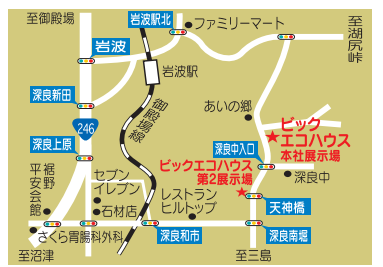 至御殿場
岩波駅北
ファミリーマート
至湖尻峠
岩波
岩波駅
深良新田
御殿場線
あいの郷
246
ビック
エコハウス
本社展示場
深良上原
深良中入口
ビックエコハウス
第2展示場
深良中
裾野
平安会館
セブン
イレブン
レストラン
ヒルトップ
石材店
天神橋
さくら胃腸科外科
深良和市
深良南堀
至沼津
至三島